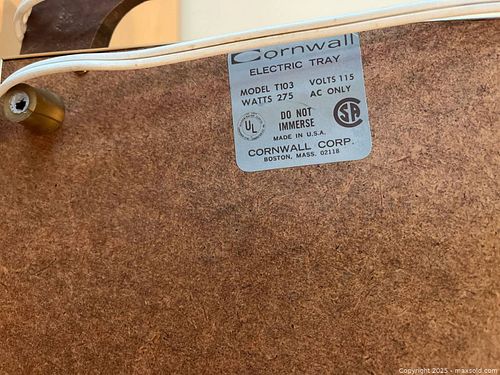 Cornwall
ELECTRIC TRAY
MODEL T103 VOLTS 115
WATTS 275 AC ONLY
UL
DO NOT
IMMERSE
SA
MADE IN U.S.A.
CORNWALL CORP.
BOSTON, MASS. 02118
Copyright 2025 - maxsold.com